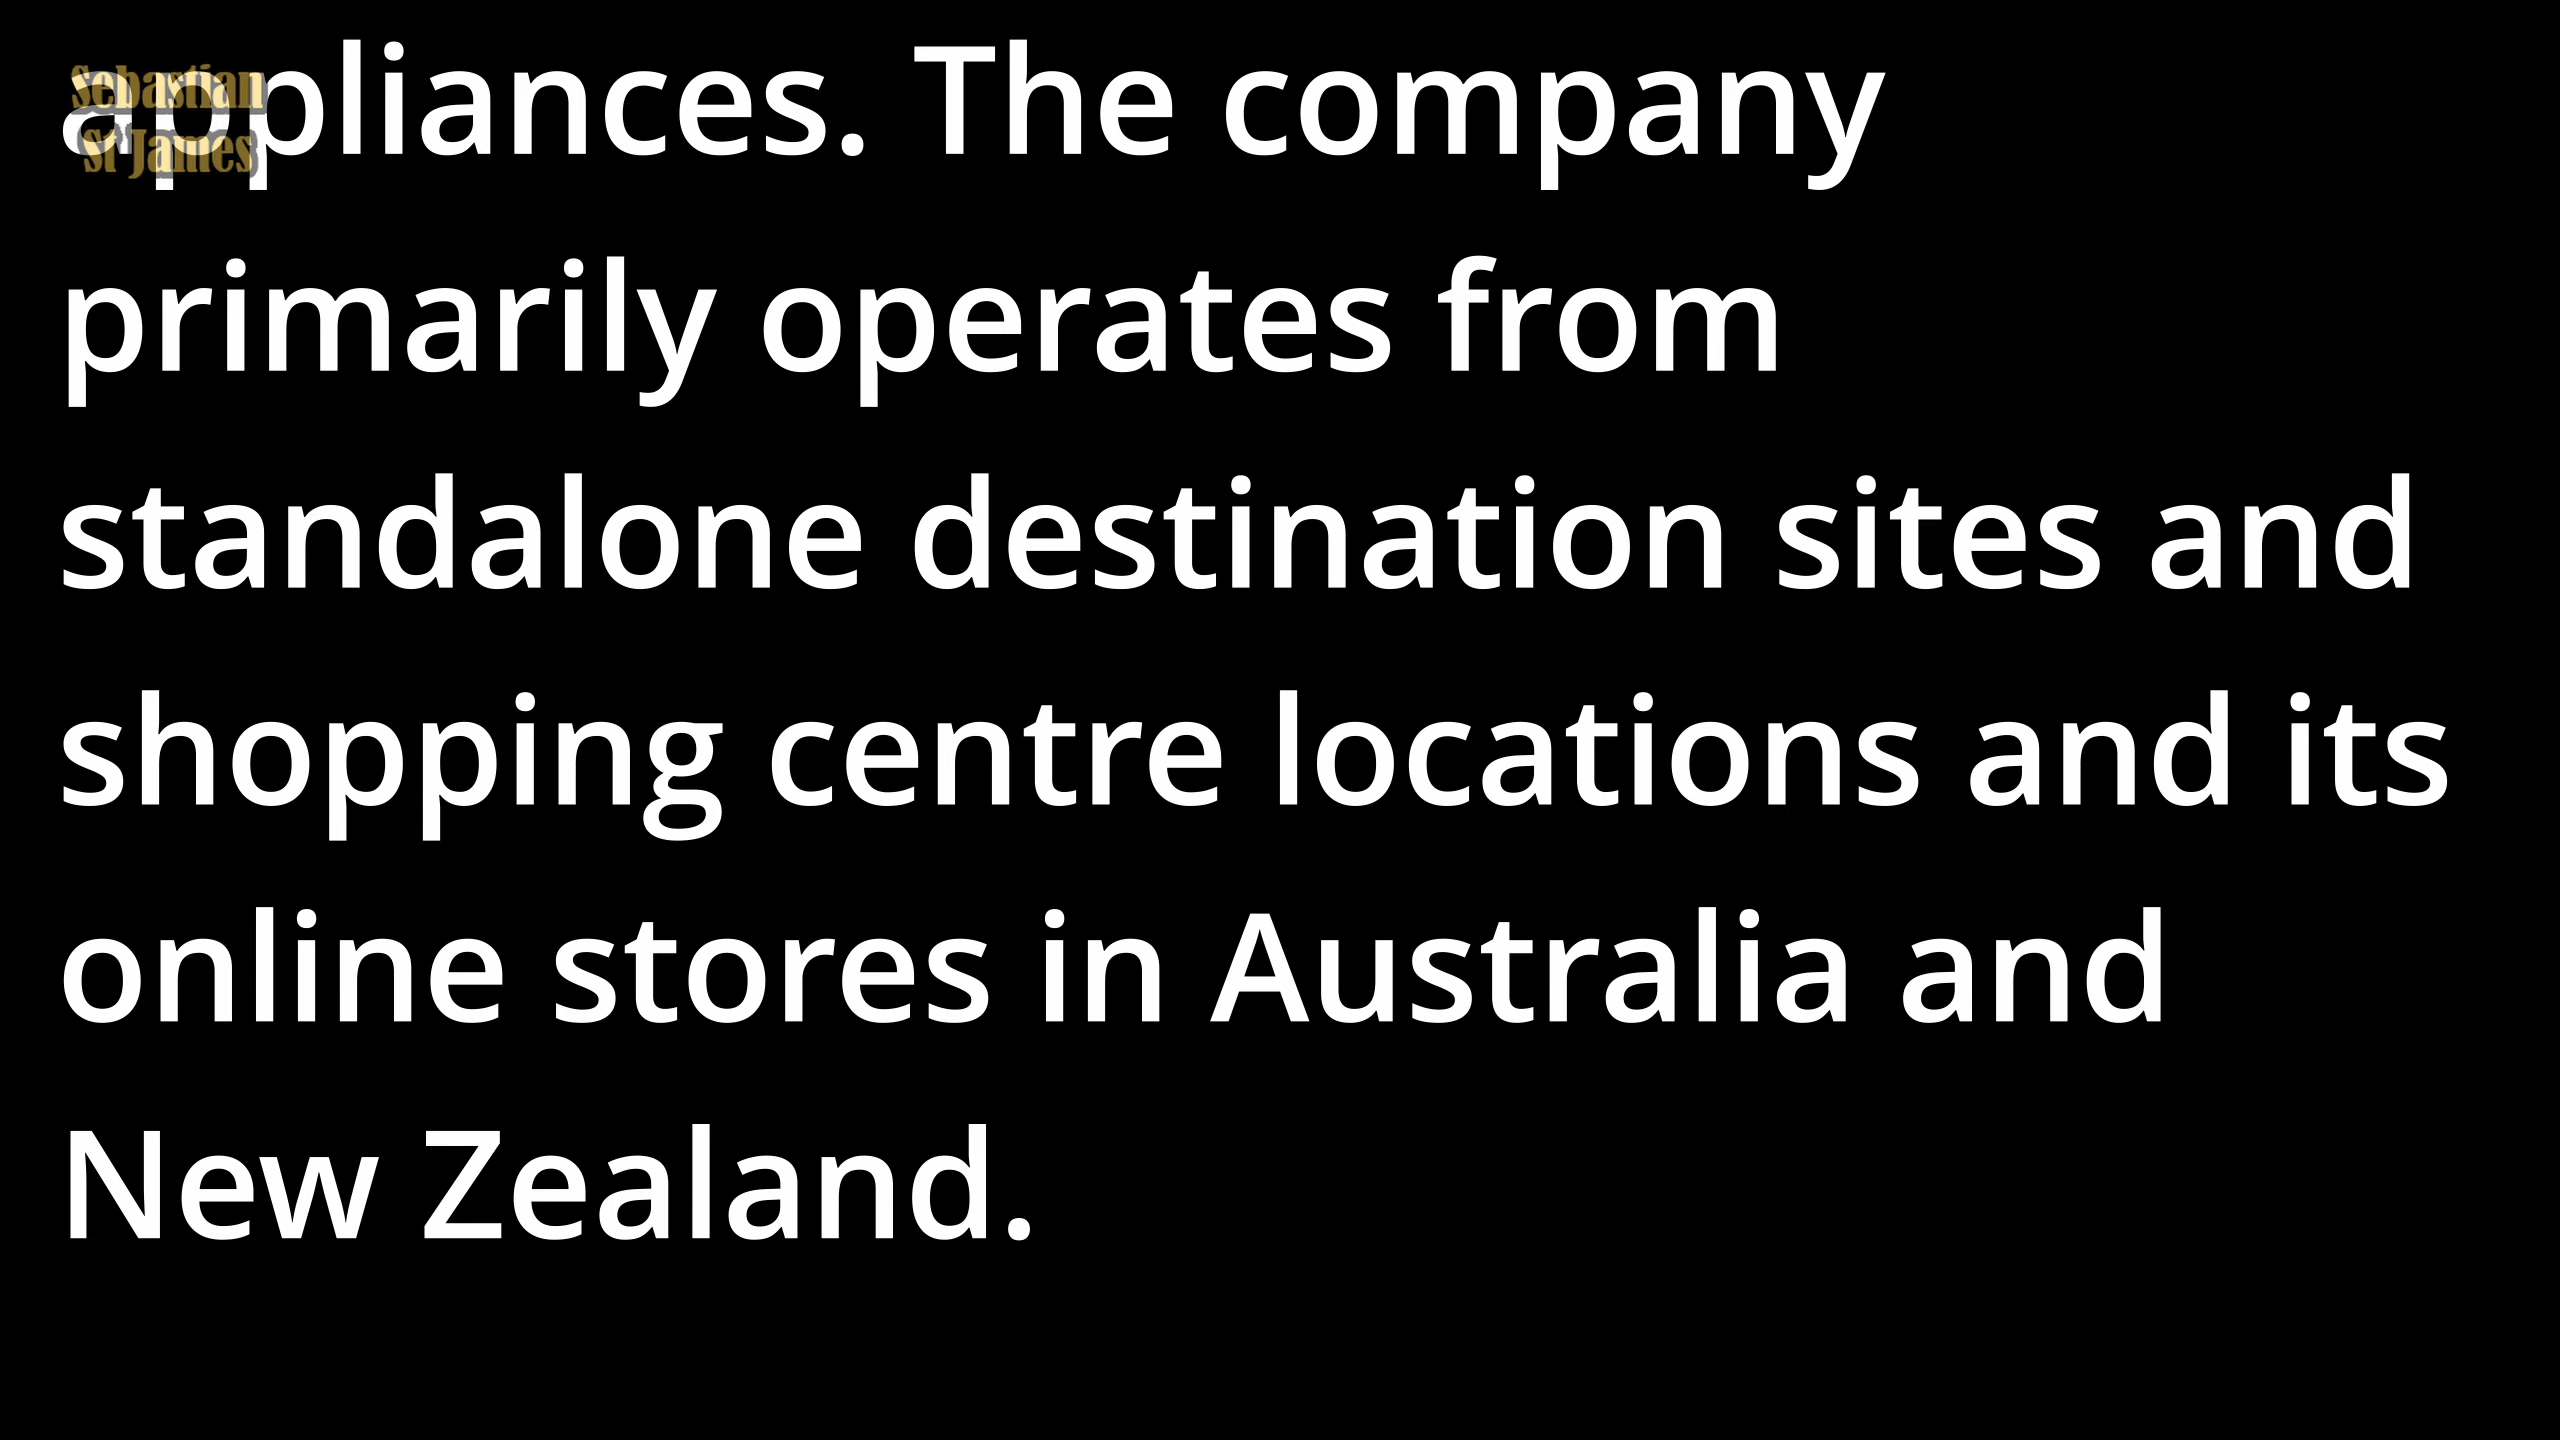 appliances. The company
primarily operates from
standalone destination sites and
shopping centre locations and its
online stores in Australia and
New Zealand.
Sebastian
St James